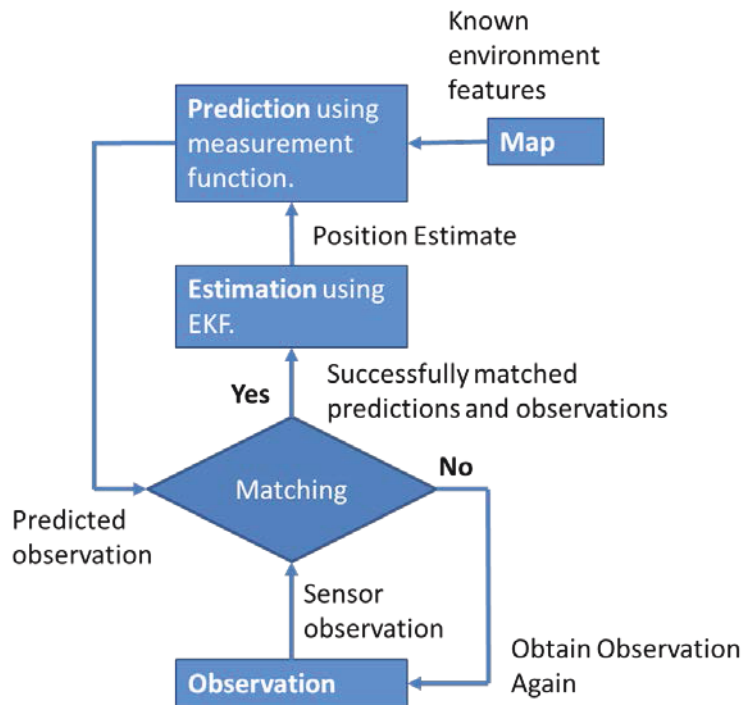 Known
environment
features
Prediction using
measurement
function.
Map
Position Estimate
Estimation using
EKF.
Yes
Successfully matched
predictions and observations
No
Matching
Predicted
observation
Sensor
observation
Obtain Observation
Again
Observation